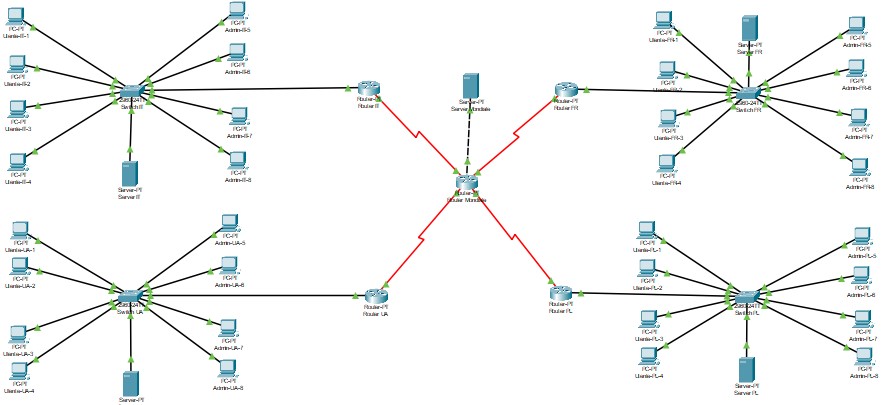 PC-PT
Utente-IT-1
PC-PT
Utente-IT-2
PC-PT
Utente-IT-3
PC-PT
Utente-IT-4
PC-PT
Admin-IT-5
PC-PT
Admin-IT-6
PC-PT
Admin-IT-7
PC-PT
Admin-IT-8
2960-24TT
Switch IT
Server-PT
Server IT
Router-PT
Router IT
Server-PT
Server Mondiale
Router-PT
Router FR
Router-PT
Router Mondiale
PC-PT
Utente-FR-1
PC-PT
Utente-FR-2
PC-PT
Utente-FR-3
PC-PT
Utente-FR-4
Server-PT
Server FR
2960-24TT
Switch FR
PC-PT
Admin-FR-5
PC-PT
Admin-FR-6
PC-PT
Admin-FR-7
PC-PT
Admin-FR-8
PC-PT
Utente-UA-1
PC-PT
Utente-UA-2
PC-PT
Utente-UA-3
PC-PT
Utente-UA-4
PC-PT
Admin-UA-5
PC-PT
Admin-UA-6
PC-PT
Admin-UA-7
PC-PT
Admin-UA-8
2960-24TT
Switch UA
Server-PT
Router-PT
Router UA
Router-PT
Router PL
PC-PT
Utente-PL-1
PC-PT
Utente-PL-2
PC-PT
Utente-PL-3
PC-PT
Utente-PL-4
2960-24TT
Switch PL
Server-PT
Server PL
PC-PT
Admin-PL-5
PC-PT
Admin-PL-6
PC-PT
Admin-PL-7
PC-PT
Admin-PL-8